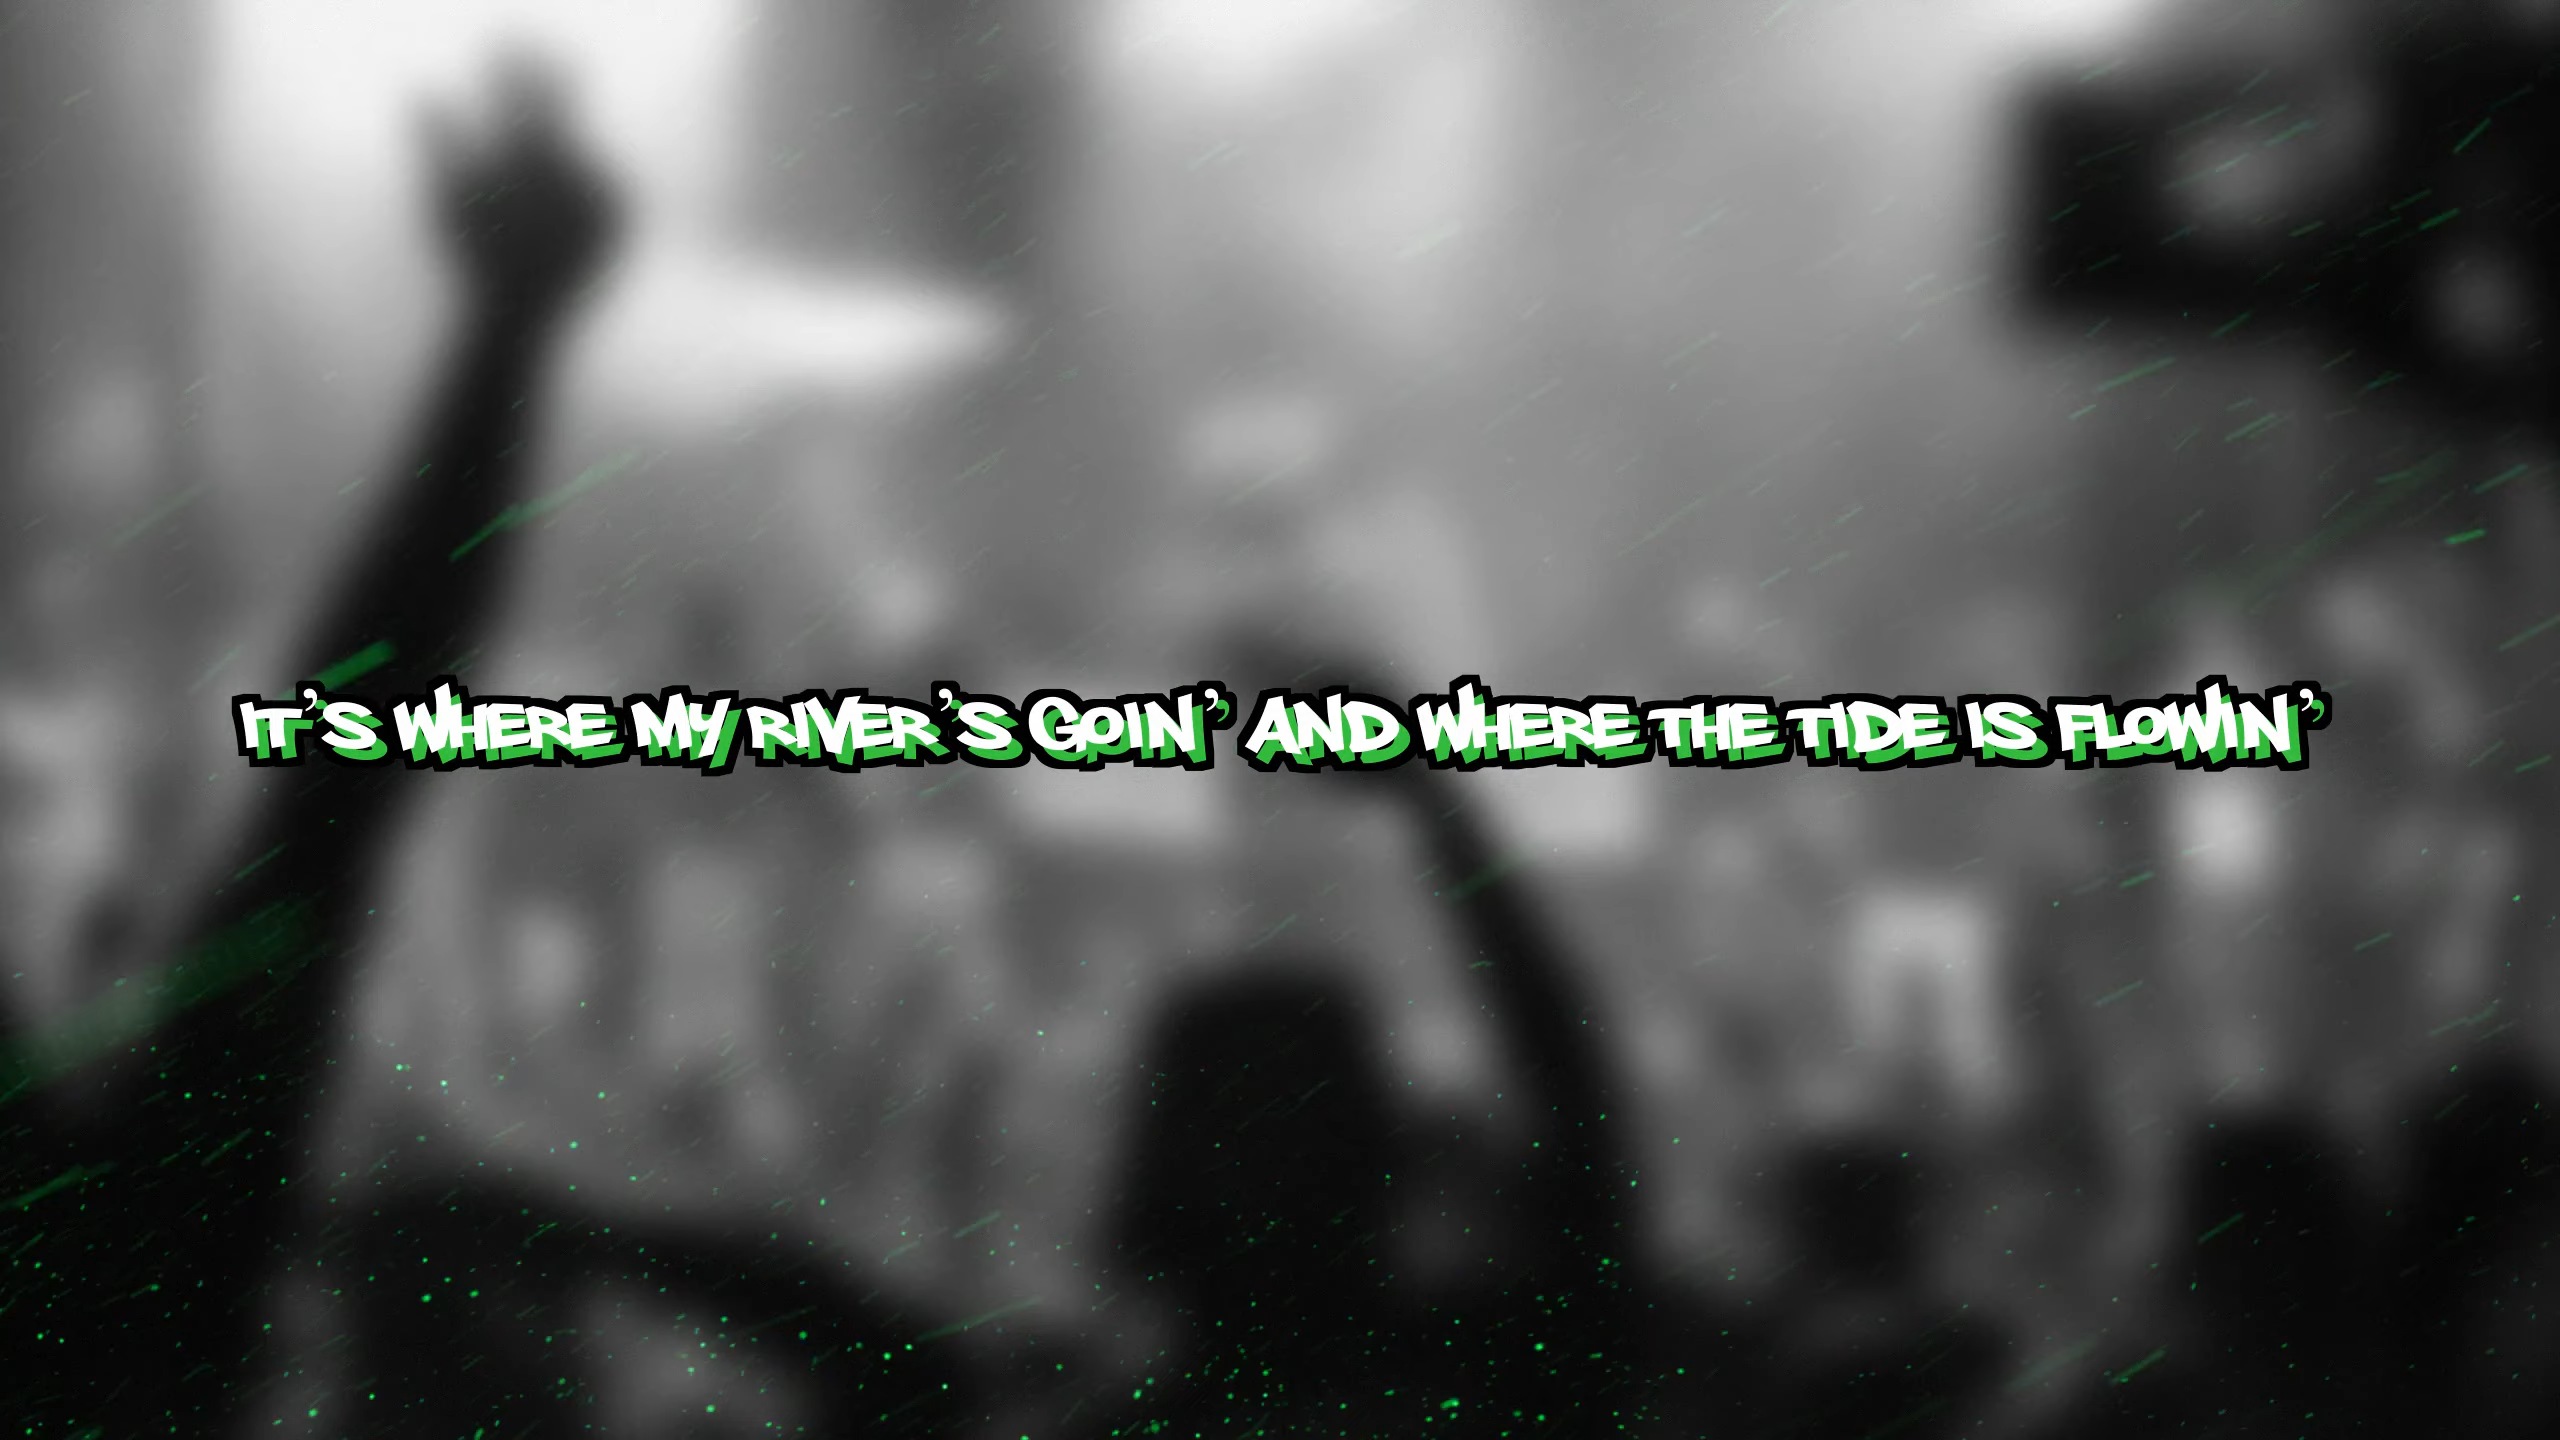 IT’S WHERE MY RIVER’S GOIN’ AND WHERE THE TIDE IS FLOWIN’